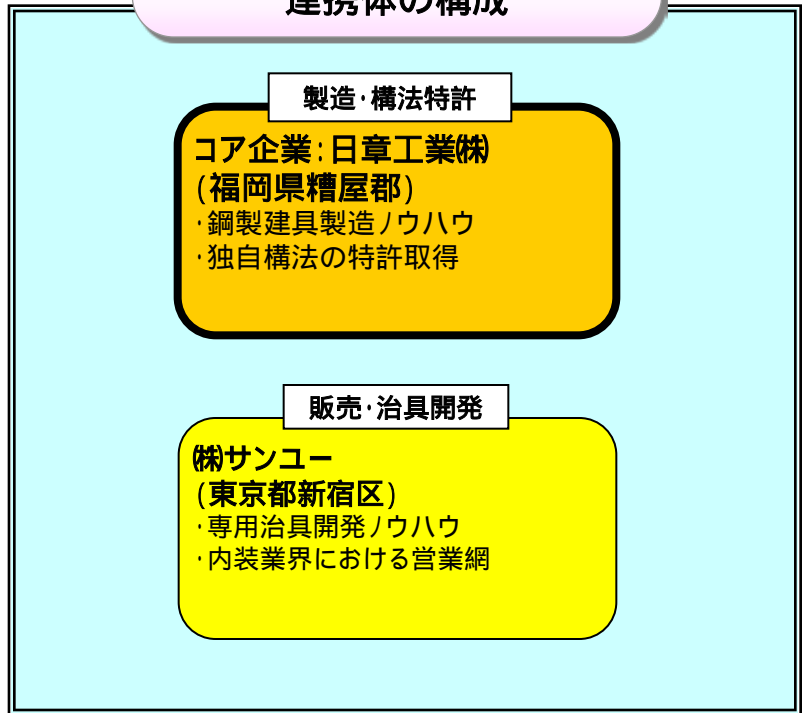 連携体の構成
製造・構法特許
コア企業：日章工業㈱
(福岡県糟屋郡)
・鋼製建具製造ノウハウ
・独自構法の特許取得
販売・治具開発
㈱サンユー
(東京都新宿区)
・専用治具開発ノウハウ
・内装業界における営業網